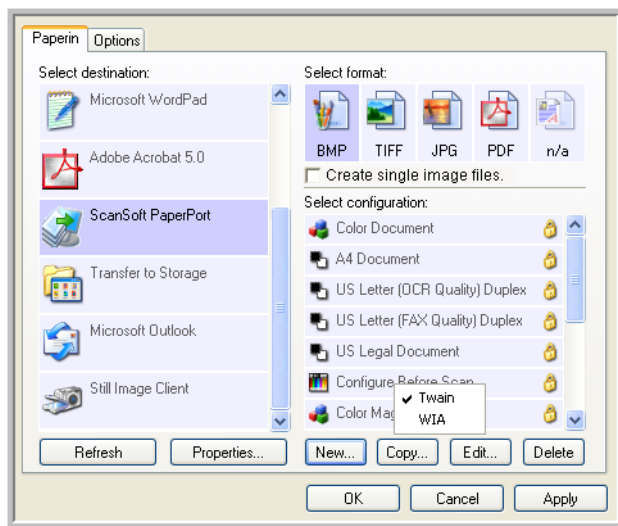 Paperin Options
Select destination:
Microsoft WordPad
Adobe Acrobat 5.0
ScanSoft PaperPort
Transfer to Storage
Microsoft Outlook
Still Image Client
Refresh Properties...
Select format:
BMP TIFF JPG PDF n/a
Create single image files.
Select configuration:
Color Document
A4 Document
US Letter (OCR Quality) Duplex
US Letter (FAX Quality) Duplex
US Legal Document
Configure Before Scan
Color Mag
Twain
WIA
New... Copy... Edit... Delete
OK Cancel Apply